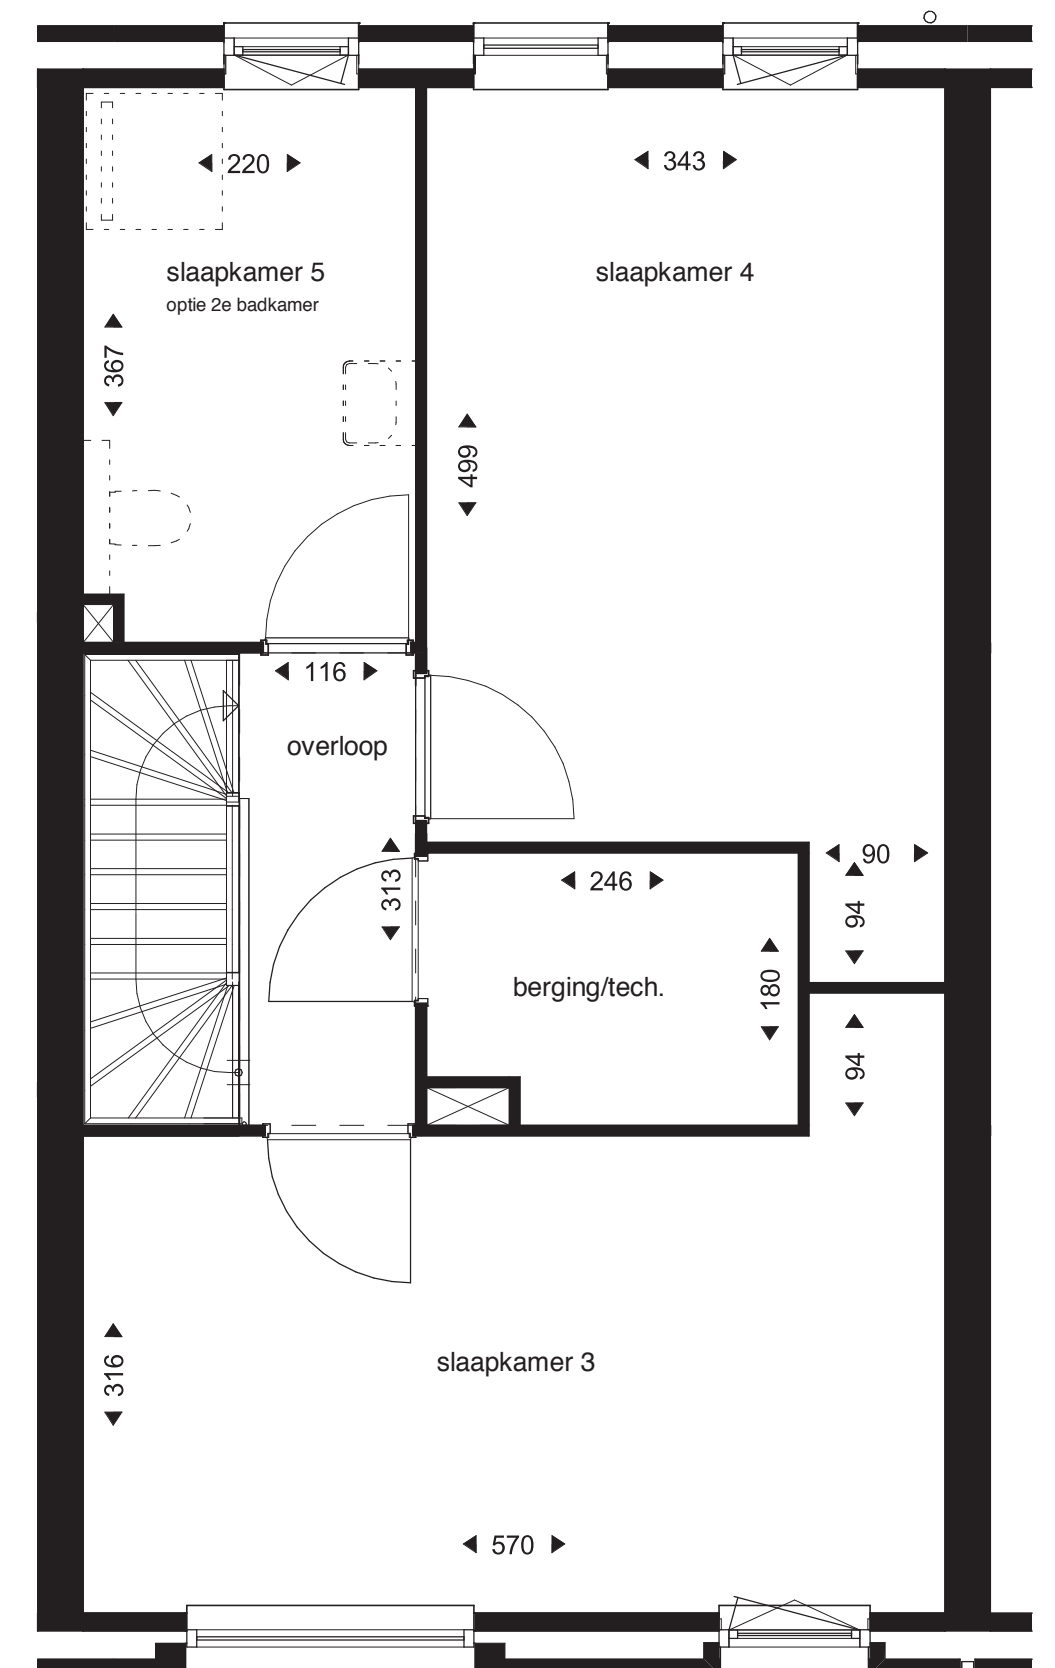 220
343
slaapkamer 5
optie 2e badkamer
slaapkamer 4
367
499
116
overloop
90
94
313
246
berging/tech.
180
94
316
slaapkamer 3
570